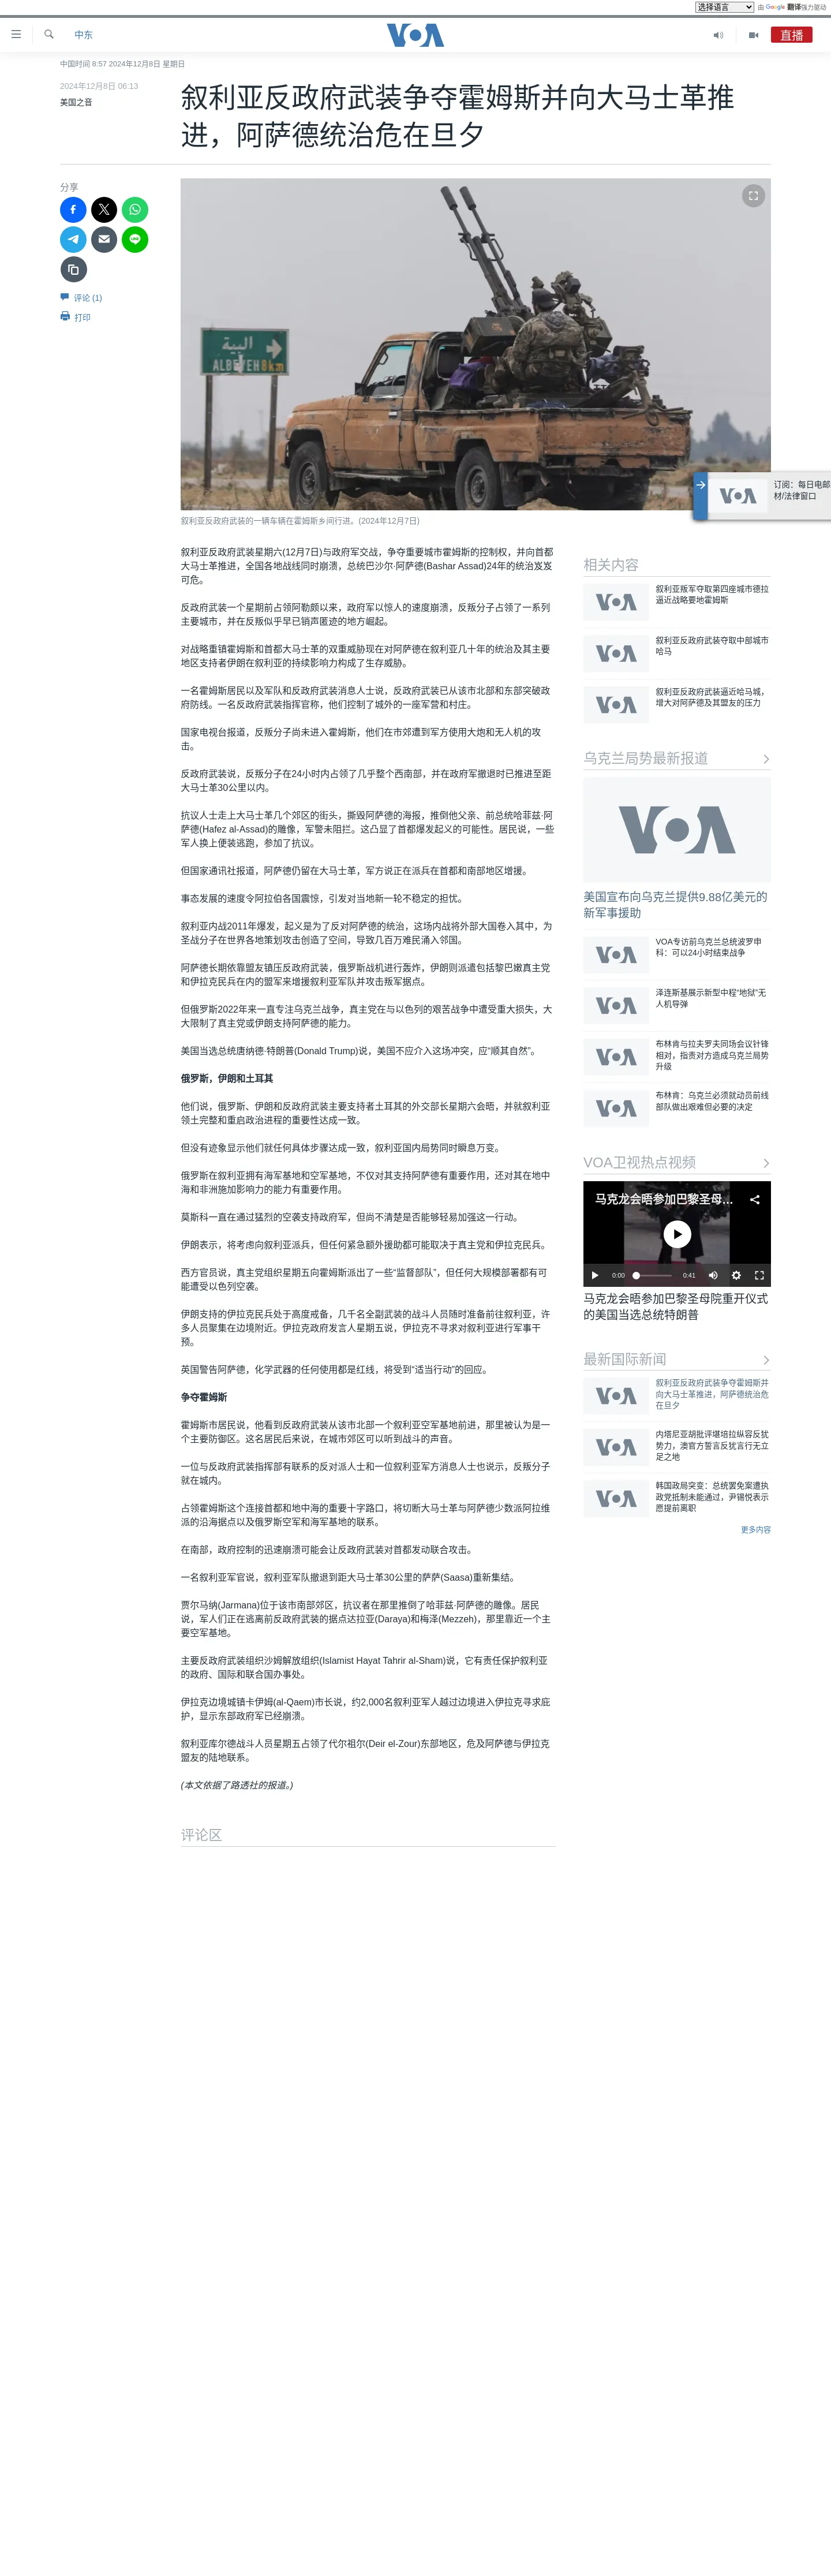 选择语言
由 Google 翻译强力驱动
中东
VOA
直播
中国时间 8:57 2024年12月8日 星期日
2024年12月8日 06:13
美国之音
叙利亚反政府武装争夺霍姆斯并向大马士革推
进，阿萨德统治危在旦夕
分享
评论 (1)
打印
البية
ALBEYEH 8km
叙利亚反政府武装的一辆车辆在霍姆斯乡间行进。(2024年12月7日)
VOA
订阅：每日电邮
材/法律窗口
叙利亚反政府武装星期六(12月7日)与政府军交战，争夺重要城市霍姆斯的控制权，并向首都
大马士革推进，全国各地战线同时崩溃，总统巴沙尔·阿萨德(Bashar Assad)24年的统治岌岌
可危。
反政府武装一个星期前占领阿勒颇以来，政府军以惊人的速度崩溃，反叛分子占领了一系列
主要城市，并在反叛似乎早已销声匿迹的地方崛起。
对战略重镇霍姆斯和首都大马士革的双重威胁现在对阿萨德在叙利亚几十年的统治及其主要
地区支持者伊朗在叙利亚的持续影响力构成了生存威胁。
一名霍姆斯居民以及军队和反政府武装消息人士说，反政府武装已从该市北部和东部突破政
府防线。一名反政府武装指挥官称，他们控制了城外的一座军营和村庄。
国家电视台报道，反叛分子尚未进入霍姆斯，他们在市郊遭到军方使用大炮和无人机的攻
击。
反政府武装说，反叛分子在24小时内占领了几乎整个西南部，并在政府军撤退时已推进至距
大马士革30公里以内。
抗议人士走上大马士革几个郊区的街头，撕毁阿萨德的海报，推倒他父亲、前总统哈菲兹·阿
萨德(Hafez al-Assad)的雕像，军警未阻拦。这凸显了首都爆发起义的可能性。居民说，一些
军人换上便装逃跑，参加了抗议。
但国家通讯社报道，阿萨德仍留在大马士革，军方说正在派兵在首都和南部地区增援。
事态发展的速度令阿拉伯各国震惊，引发对当地新一轮不稳定的担忧。
叙利亚内战2011年爆发，起义是为了反对阿萨德的统治，这场内战将外部大国卷入其中，为
圣战分子在世界各地策划攻击创造了空间，导致几百万难民涌入邻国。
阿萨德长期依靠盟友镇压反政府武装，俄罗斯战机进行轰炸，伊朗则派遣包括黎巴嫩真主党
和伊拉克民兵在内的盟军来增援叙利亚军队并攻击叛军据点。
但俄罗斯2022年来一直专注乌克兰战争，真主党在与以色列的艰苦战争中遭受重大损失，大
大限制了真主党或伊朗支持阿萨德的能力。
美国当选总统唐纳德·特朗普(Donald Trump)说，美国不应介入这场冲突，应“顺其自然”。
俄罗斯，伊朗和土耳其
他们说，俄罗斯、伊朗和反政府武装主要支持者土耳其的外交部长星期六会晤，并就叙利亚
领土完整和重启政治进程的重要性达成一致。
但没有迹象显示他们就任何具体步骤达成一致，叙利亚国内局势同时瞬息万变。
俄罗斯在叙利亚拥有海军基地和空军基地，不仅对其支持阿萨德有重要作用，还对其在地中
海和非洲施加影响力的能力有重要作用。
莫斯科一直在通过猛烈的空袭支持政府军，但尚不清楚是否能够轻易加强这一行动。
伊朗表示，将考虑向叙利亚派兵，但任何紧急额外援助都可能取决于真主党和伊拉克民兵。
西方官员说，真主党组织星期五向霍姆斯派出了一些“监督部队”，但任何大规模部署都有可
能遭受以色列空袭。
伊朗支持的伊拉克民兵处于高度戒备，几千名全副武装的战斗人员随时准备前往叙利亚，许
多人员聚集在边境附近。伊拉克政府发言人星期五说，伊拉克不寻求对叙利亚进行军事干
预。
英国警告阿萨德，化学武器的任何使用都是红线，将受到“适当行动”的回应。
争夺霍姆斯
霍姆斯市居民说，他看到反政府武装从该市北部一个叙利亚空军基地前进，那里被认为是一
个主要防御区。这名居民后来说，在城市郊区可以听到战斗的声音。
一位与反政府武装指挥部有联系的反对派人士和一位叙利亚军方消息人士也说示，反叛分子
就在城内。
占领霍姆斯这个连接首都和地中海的重要十字路口，将切断大马士革与阿萨德少数派阿拉维
派的沿海据点以及俄罗斯空军和海军基地的联系。
在南部，政府控制的迅速崩溃可能会让反政府武装对首都发动联合攻击。
一名叙利亚军官说，叙利亚军队撤退到距大马士革30公里的萨萨(Saasa)重新集结。
贾尔马纳(Jarmana)位于该市南部郊区，抗议者在那里推倒了哈菲兹·阿萨德的雕像。居民
说，军人们正在逃离前反政府武装的据点达拉亚(Daraya)和梅泽(Mezzeh)，那里靠近一个主
要空军基地。
主要反政府武装组织沙姆解放组织(Islamist Hayat Tahrir al-Sham)说，它有责任保护叙利亚
的政府、国际和联合国办事处。
伊拉克边境城镇卡伊姆(al-Qaem)市长说，约2,000名叙利亚军人越过边境进入伊拉克寻求庇
护，显示东部政府军已经崩溃。
叙利亚库尔德战斗人员星期五占领了代尔祖尔(Deir el-Zour)东部地区，危及阿萨德与伊拉克
盟友的陆地联系。
(本文依据了路透社的报道。)
评论区
相关内容
VOA
叙利亚叛军夺取第四座城市德拉
逼近战略要地霍姆斯
VOA
叙利亚反政府武装夺取中部城市
哈马
VOA
叙利亚反政府武装逼近哈马城，
增大对阿萨德及其盟友的压力
乌克兰局势最新报道
VOA
美国宣布向乌克兰提供9.88亿美元的
新军事援助
VOA
VOA专访前乌克兰总统波罗申
科：可以24小时结束战争
VOA
泽连斯基展示新型中程“地狱”无
人机导弹
VOA
布林肯与拉夫罗夫同场会议针锋
相对，指责对方造成乌克兰局势
升级
VOA
布林肯：乌克兰必须就动员前线
部队做出艰难但必要的决定
VOA卫视热点视频
马克龙会晤参加巴黎圣母...
0:00
0:41
马克龙会晤参加巴黎圣母院重开仪式
的美国当选总统特朗普
最新国际新闻
VOA
叙利亚反政府武装争夺霍姆斯并
向大马士革推进，阿萨德统治危
在旦夕
VOA
内塔尼亚胡批评堪培拉纵容反犹
势力，澳官方誓言反犹言行无立
足之地
VOA
韩国政局突变：总统罢免案遭执
政党抵制未能通过，尹锡悦表示
愿提前离职
更多内容